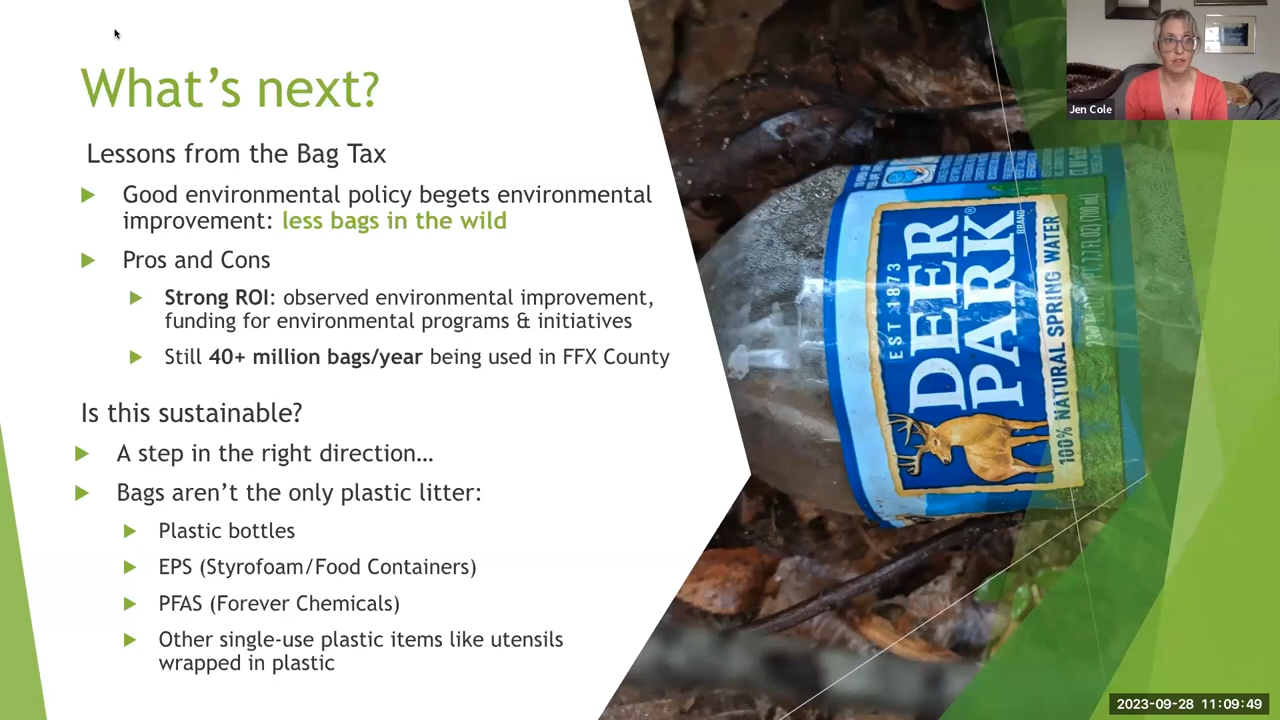 What's next?
Lessons from the Bag Tax
Good environmental policy begets environmental
improvement: less bags in the wild
Pros and Cons
Strong ROI: observed environmental improvement,
funding for environmental programs & initiatives
Still 40+ million bags/year being used in FFX County
Is this sustainable?
A step in the right direction…
Bags aren't the only plastic litter:
Plastic bottles
EPS (Styrofoam/Food Containers)
PFAS (Forever Chemicals)
Other single-use plastic items like utensils
wrapped in plastic
EST 1873
DEER
PARK®
BRAND
100% NATURAL SPRING WATER
Jen Cole
2023-09-28 11:09:49